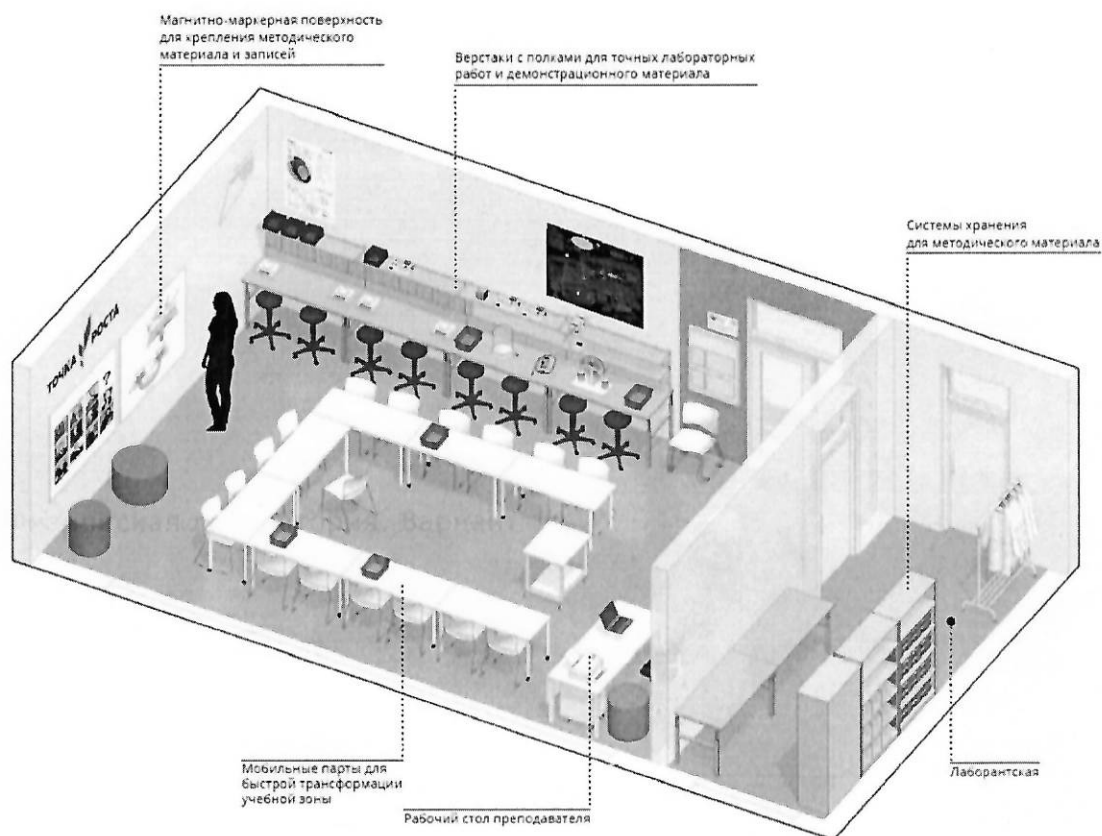 Магнитно-маркерная поверхность
для крепления методического
материала и записей
Верстаки с полками для точных лабораторных
работ и демонстрационного материала
Системы хранения
для методического материала
ТОЧКА РОСТА
Мобильные парты для
быстрой трансформации
учебной зоны
Рабочий стол преподавателя
Лаборантская